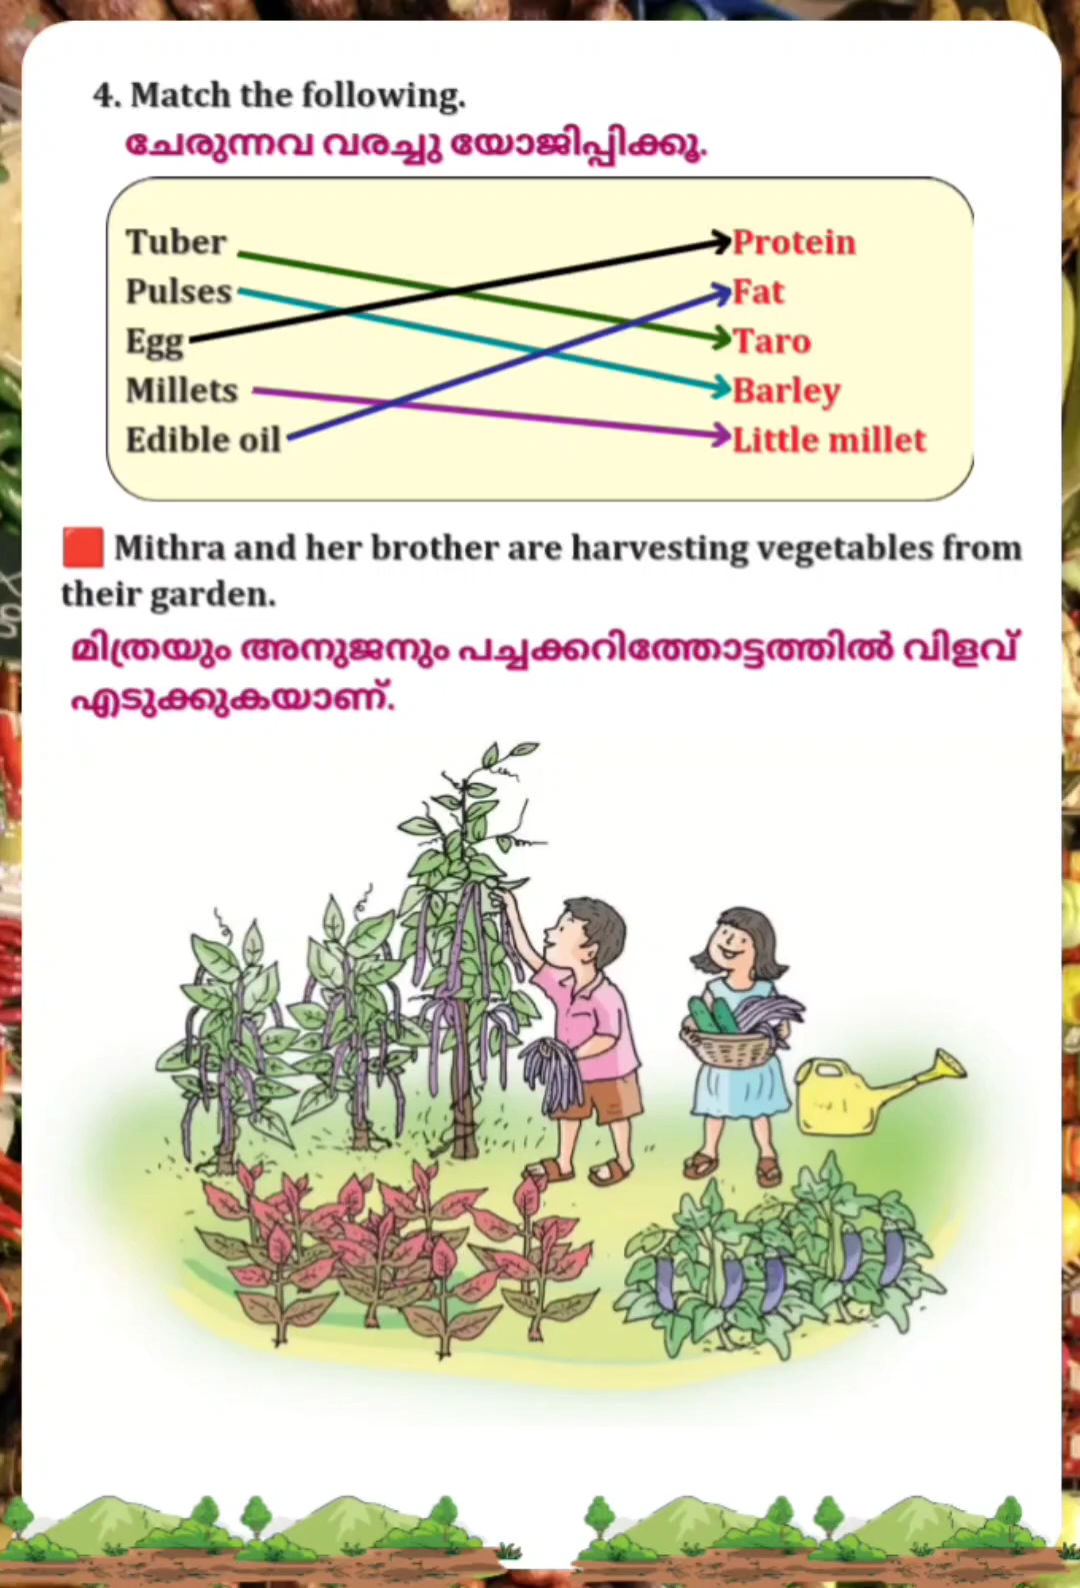 4. Match the following.
ചേരുന്നവ വരച്ചു യോജിപ്പിക്കൂ.
Tuber Protein
Pulses Fat
Egg Taro
Millets Barley
Edible oil Little millet
Mithra and her brother are harvesting vegetables from
their garden.
മിത്രയും അനുജനും പച്ചക്കറിത്തോട്ടത്തിൽ വിളവ്
എടുക്കുകയാണ്.